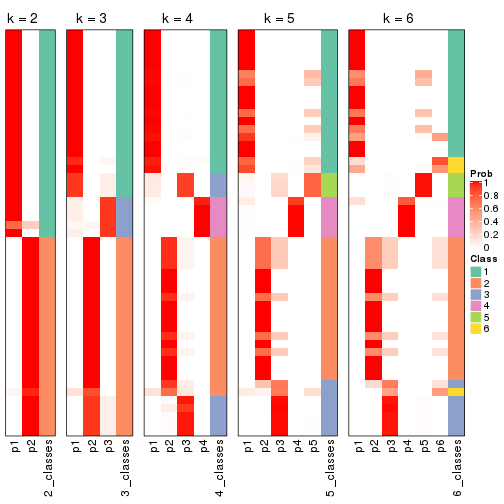 k = 2
k = 3
k = 4
k = 5
k = 6
p1
p2
2_classes
p1
p2
p3
3_classes
p1
p2
p3
p4
4_classes
p1
p2
p3
p4
p5
5_classes
p1
p2
p3
p4
p5
p6
6_classes
Prob
1
0.8
0.6
0.4
0.2
0
Class
1
2
3
4
5
6